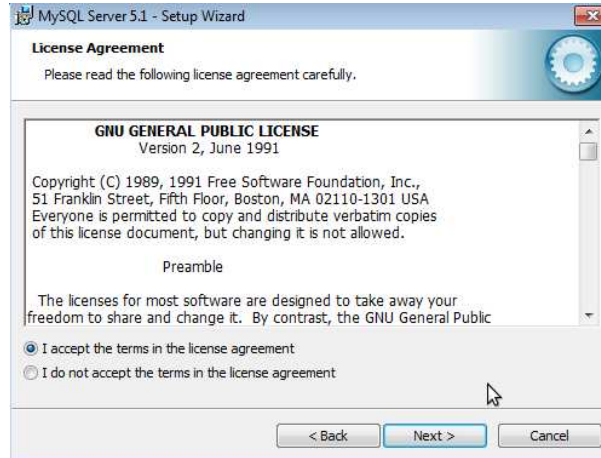 MySQL Server 5.1 - Setup Wizard
License Agreement
Please read the following license agreement carefully.
GNU GENERAL PUBLIC LICENSE
Version 2, June 1991
Copyright (C) 1989, 1991 Free Software Foundation, Inc.,
51 Franklin Street, Fifth Floor, Boston, MA 02110-1301 USA
Everyone is permitted to copy and distribute verbatim copies
of this license document, but changing it is not allowed.
Preamble
The licenses for most software are designed to take away your
freedom to share and change it. By contrast, the GNU General Public
I accept the terms in the license agreement
I do not accept the terms in the license agreement
< Back
Next >
Cancel